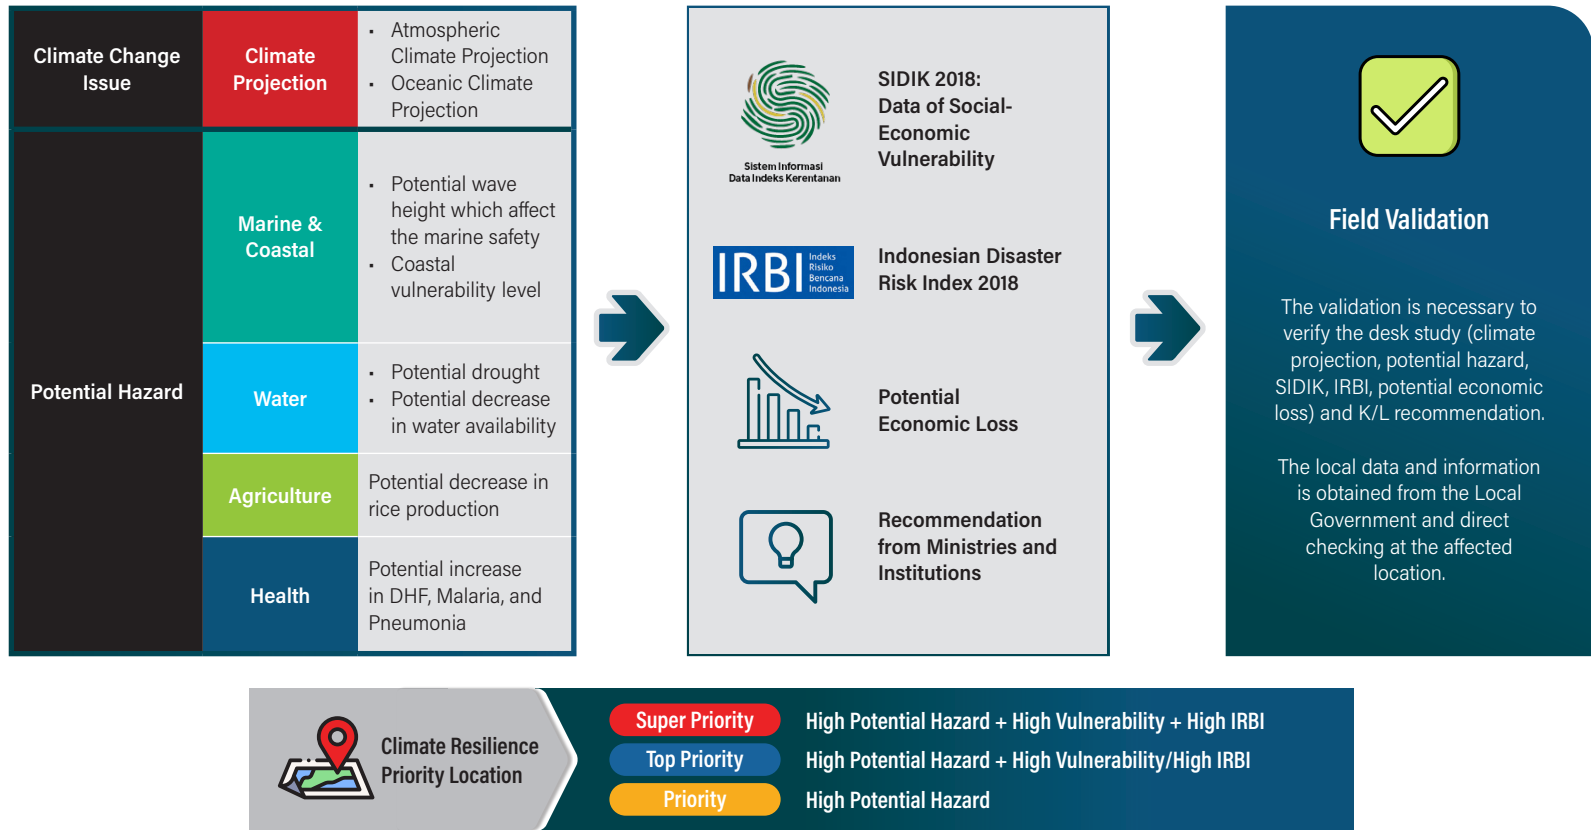 Climate Change
Issue
Climate
Projection
▪ Atmospheric
Climate Projection
▪ Oceanic Climate
Projection
Potential Hazard
Marine &
Coastal
▪ Potential wave
height which affect
the marine safety
▪ Coastal
vulnerability level
Water
▪ Potential drought
▪ Potential decrease
in water availability
Agriculture
Potential decrease in
rice production
Health
Potential increase
in DHF, Malaria, and
Pneumonia
Sistem Informasi
Data Indeks Kerentanan
SIDIK 2018:
Data of Social-
Economic
Vulnerability
IRBI
Indeks
Risiko
Bencana
Indonesia
Indonesian Disaster
Risk Index 2018
Potential
Economic Loss
Recommendation
from Ministries and
Institutions
Field Validation
The validation is necessary to
verify the desk study (climate
projection, potential hazard,
SIDIK, IRBI, potential economic
loss) and K/L recommendation.
The local data and information
is obtained from the Local
Government and direct
checking at the affected
location.
Climate Resilience
Priority Location
Super Priority
High Potential Hazard + High Vulnerability + High IRBI
Top Priority
High Potential Hazard + High Vulnerability/High IRBI
Priority
High Potential Hazard